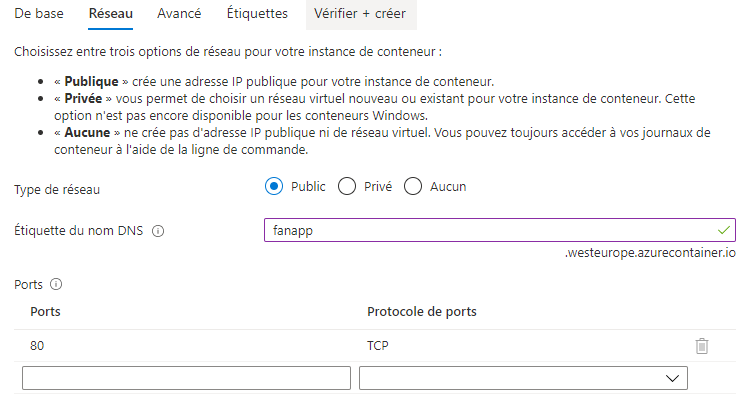 De base Réseau Avancé Étiquettes Vérifier + créer
Choisissez entre trois options de réseau pour votre instance de conteneur :
• « Publique » crée une adresse IP publique pour votre instance de conteneur.
• « Privée » vous permet de choisir un réseau virtuel nouveau ou existant pour votre instance de conteneur. Cette
option n'est pas encore disponible pour les conteneurs Windows.
• « Aucune » ne crée pas d'adresse IP publique ni de réseau virtuel. Vous pouvez toujours accéder à vos journaux de
conteneur à l'aide de la ligne de commande.
Type de réseau Public Privé Aucun
Étiquette du nom DNS fanapp
.westeurope.azurecontainer.io
Ports
Ports Protocole de ports
80 TCP